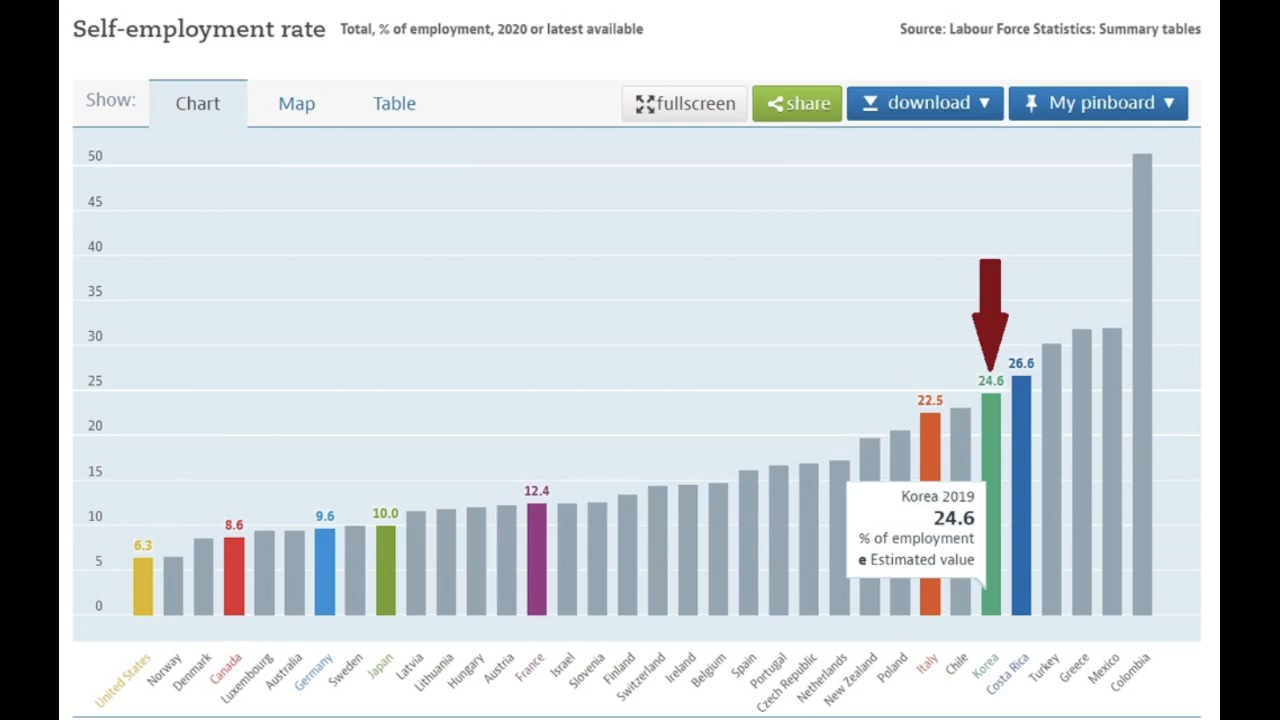 Self-employment rate Total, % of employment, 2020 or latest available
Source: Labour Force Statistics: Summary tables
Show:
Chart
Map
Table
fullscreen
share
download ▼
My pinboard ▼
50
45
40
35
30
25
20
15
10
5
0
6.3
8.6
9.6
10.0
12.4
22.5
24.6
26.6
Korea 2019
24.6
% of employment
e Estimated value
United States
Norway
Denmark
Canada
Luxembourg
Australia
Germany
Sweden
Japan
Latvia
Lithuania
Hungary
Austria
France
Israel
Slovenia
Finland
Switzerland
Ireland
Belgium
Spain
Portugal
Czech Republic
Netherlands
New Zealand
Poland
Italy
Chile
Korea
Costa Rica
Turkey
Greece
Mexico
Colombia